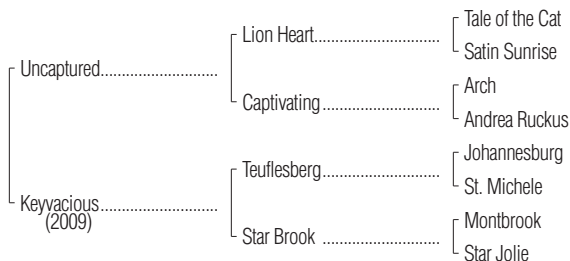 Tale of the Cat
Lion Heart
Satin Sunrise
Uncaptured
Arch
Captivating
Andrea Ruckus
Johannesburg
Teuflesberg
St. Michele
Keyvacious
(2009)
Montbrook
Star Brook
Star Jolie